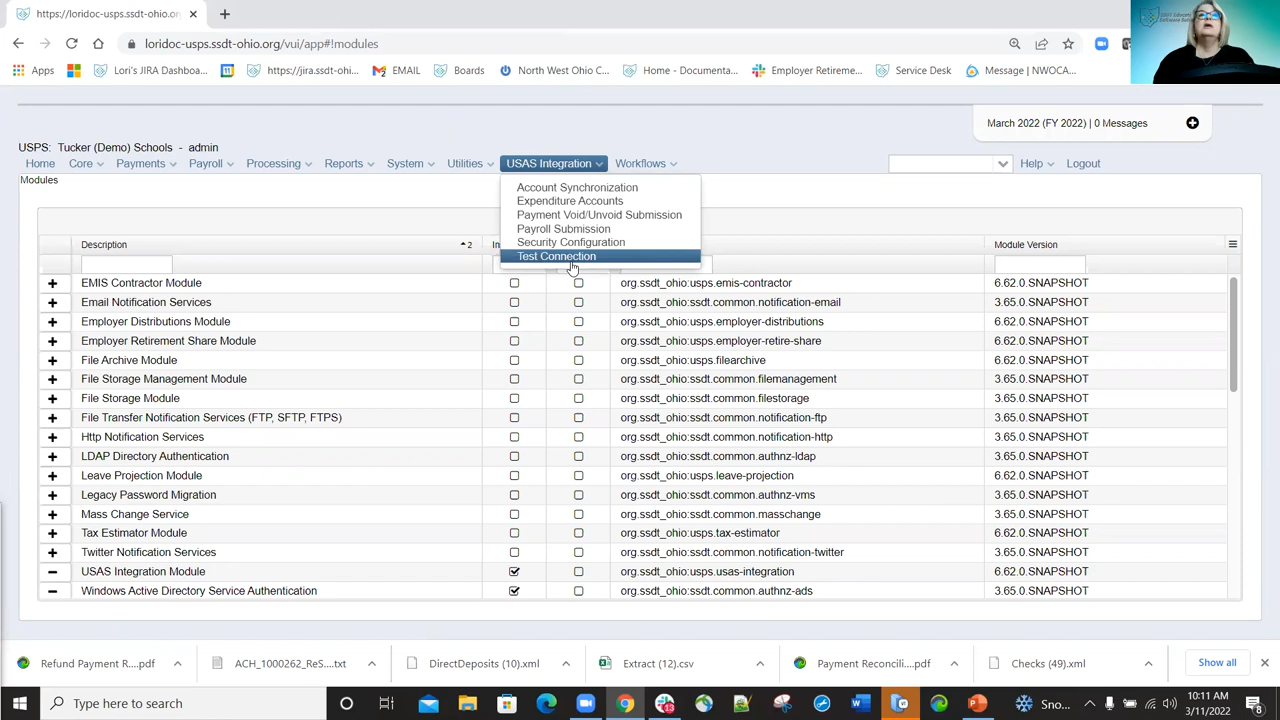 https://loridoc-usps.ssdt-ohio.o
loridoc-usps.ssdt-ohio.org/vui/app#!modules
Apps Lori's JIRA Dashboa... https://jira.ssdt-ohi... EMAIL Boards North West Ohio C... Home - Documenta... Employer Retireme... Service Desk Message | NWOCA...
March 2022 (FY 2022) | 0 Messages
USPS: Tucker (Demo) Schools - admin
Home Core Payments Payroll Processing Reports System Utilities USAS Integration Workflows Help Logout
Modules
Account Synchronization
Expenditure Accounts
Payment Void/Unvoid Submission
Payroll Submission
Security Configuration
Test Connection
Description 2 In Module Version
EMIS Contractor Module org.ssdt_ohio:usps.emis-contractor 6.62.0.SNAPSHOT
Email Notification Services org.ssdt_ohio:ssdt.common.notification-email 3.65.0.SNAPSHOT
Employer Distributions Module org.ssdt_ohio:usps.employer-distributions 6.62.0.SNAPSHOT
Employer Retirement Share Module org.ssdt_ohio:usps.employer-retire-share 6.62.0.SNAPSHOT
File Archive Module org.ssdt_ohio:usps.filearchive 6.62.0.SNAPSHOT
File Storage Management Module org.ssdt_ohio:ssdt.common.filemanagement 3.65.0.SNAPSHOT
File Storage Module org.ssdt_ohio:ssdt.common.filestorage 3.65.0.SNAPSHOT
File Transfer Notification Services (FTP, SFTP, FTPS) org.ssdt_ohio:ssdt.common.notification-ftp 3.65.0.SNAPSHOT
Http Notification Services org.ssdt_ohio:ssdt.common.notification-http 3.65.0.SNAPSHOT
LDAP Directory Authentication org.ssdt_ohio:ssdt.common.authnz-ldap 3.65.0.SNAPSHOT
Leave Projection Module org.ssdt_ohio:usps.leave-projection 6.62.0.SNAPSHOT
Legacy Password Migration org.ssdt_ohio:ssdt.common.authnz-vms 3.65.0.SNAPSHOT
Mass Change Service org.ssdt_ohio:ssdt.common.masschange 3.65.0.SNAPSHOT
Tax Estimator Module org.ssdt_ohio:usps.tax-estimator 6.62.0.SNAPSHOT
Twitter Notification Services org.ssdt_ohio:ssdt.common.notification-twitter 3.65.0.SNAPSHOT
USAS Integration Module org.ssdt_ohio:usps.usas-integration 6.62.0.SNAPSHOT
Windows Active Directory Service Authentication org.ssdt_ohio:ssdt.common.authnz-ads 3.65.0.SNAPSHOT
Refund Payment R....pdf ACH_1000262_ReS....txt DirectDeposits (10).xml Extract (12).csv Payment Reconcili....pdf Checks (49).xml Show all
Type here to search Sno... 10:11 AM
3/11/2022